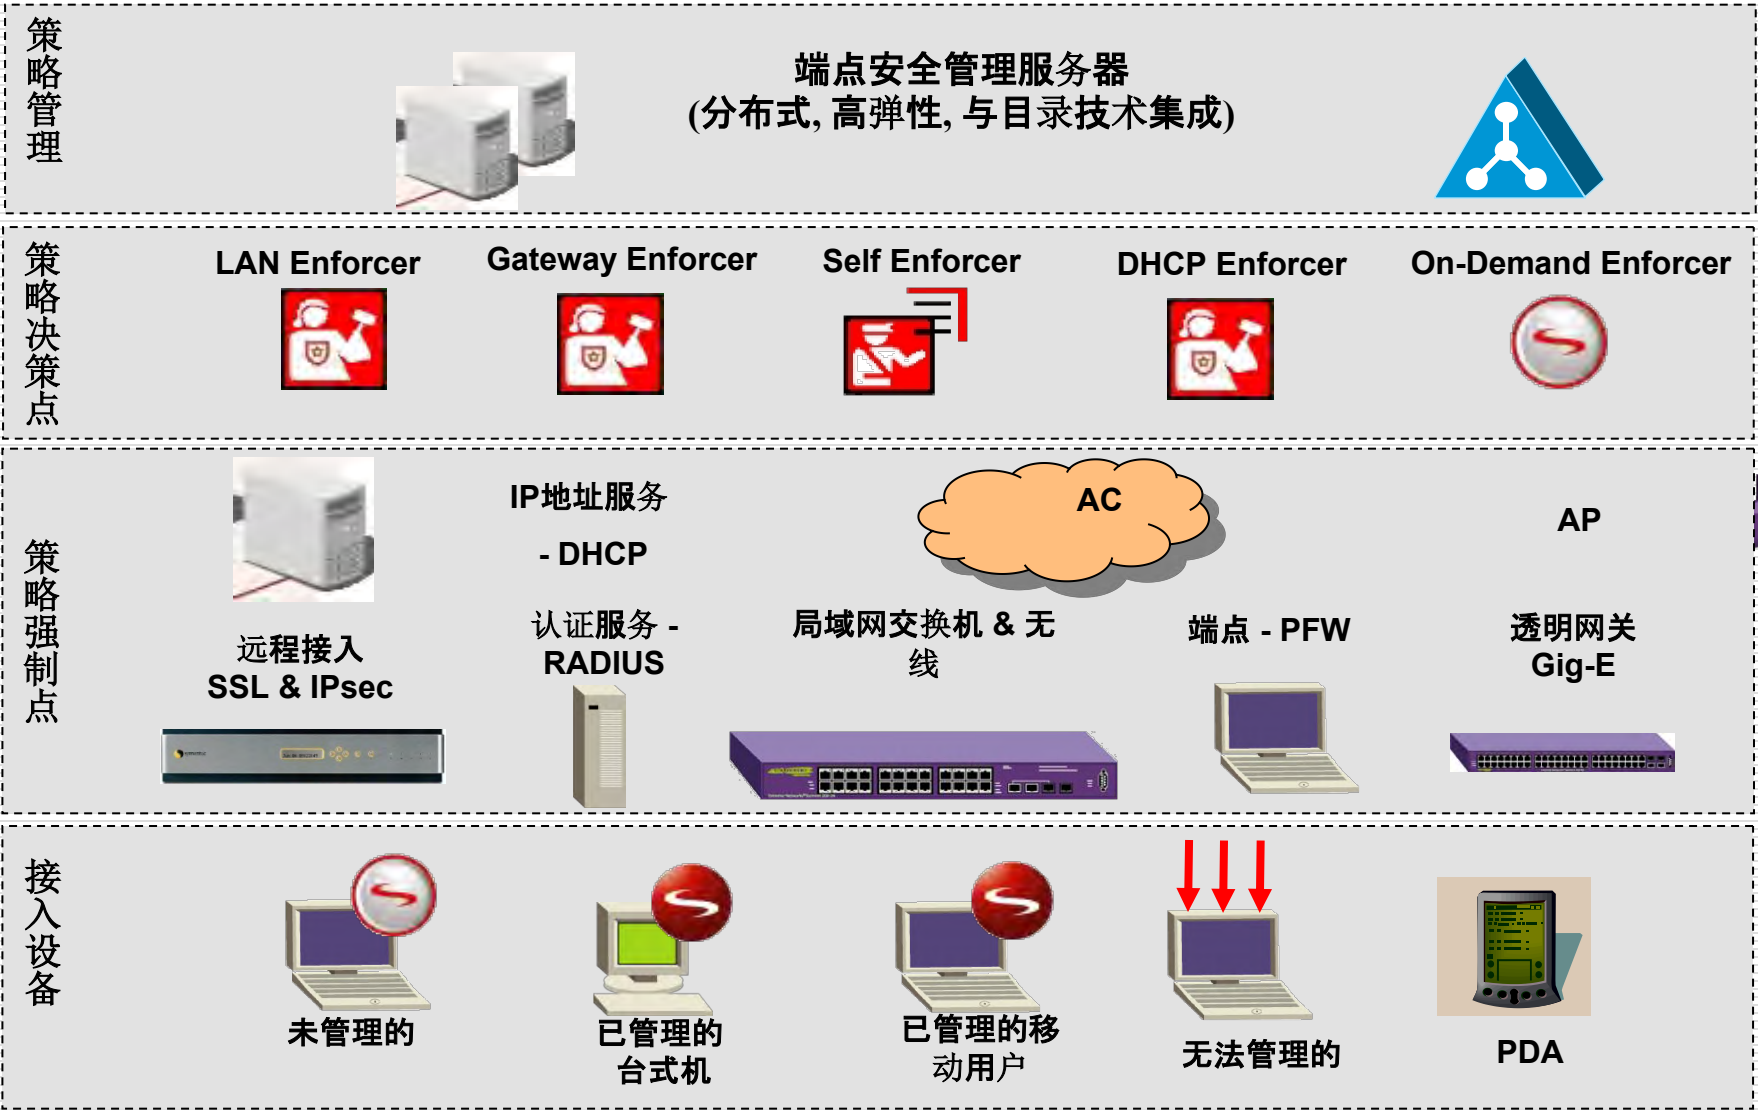 策略管理
端点安全管理服务器
(分布式, 高弹性, 与目录技术集成)
策略决策点
LAN Enforcer
Gateway Enforcer
Self Enforcer
DHCP Enforcer
On-Demand Enforcer
策略强制点
IP地址服务
- DHCP
AC
AP
远程接入
SSL & IPsec
认证服务 -
RADIUS
局域网交换机 & 无
线
端点 - PFW
透明网关
Gig-E
接入设备
未管理的
已管理的
台式机
已管理的移
动用户
无法管理的
PDA